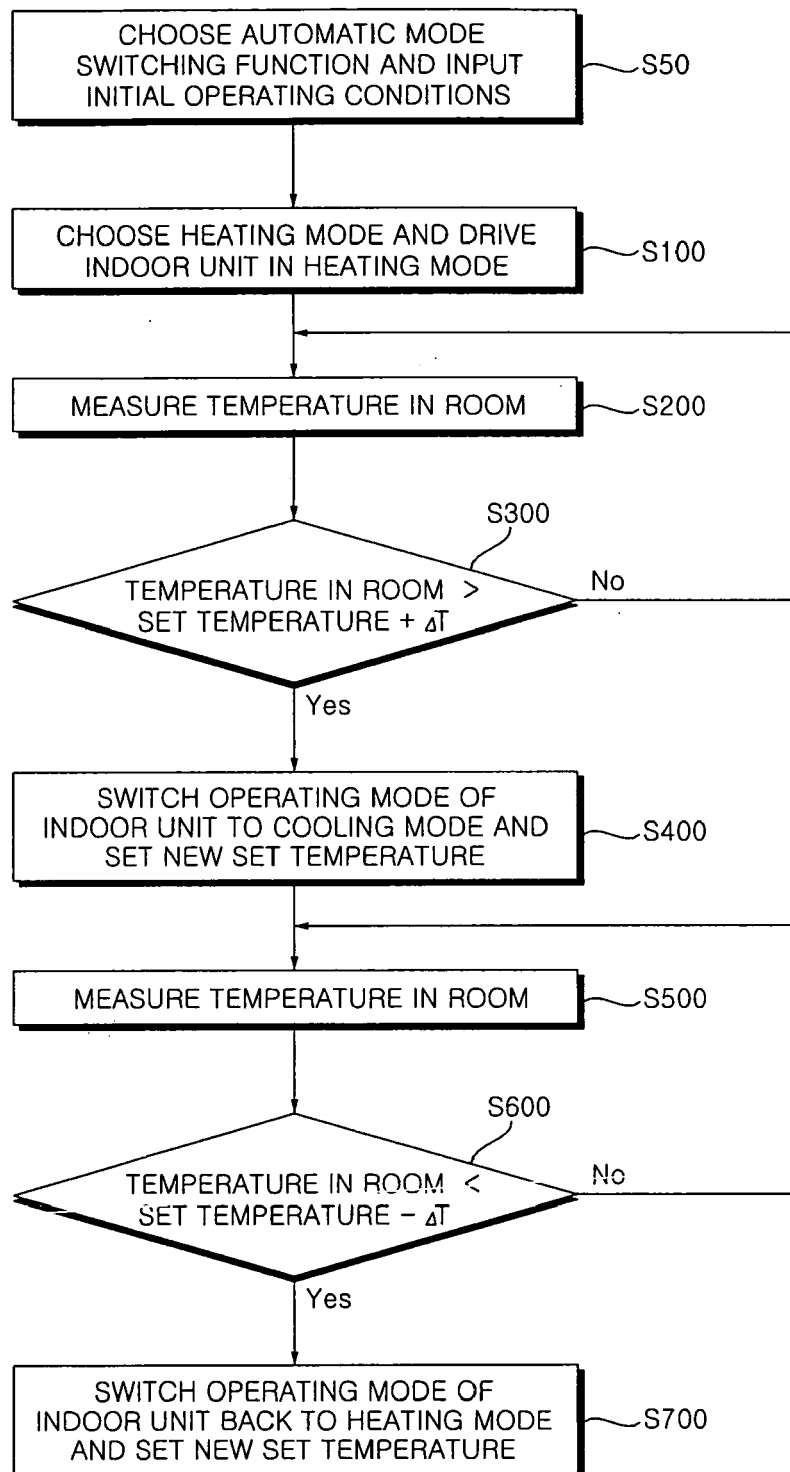 CHOOSE AUTOMATIC MODE
SWITCHING FUNCTION AND INPUT
INITIAL OPERATING CONDITIONS
S50
CHOOSE HEATING MODE AND DRIVE
INDOOR UNIT IN HEATING MODE
S100
MEASURE TEMPERATURE IN ROOM
S200
S300
TEMPERATURE IN ROOM >
SET TEMPERATURE + ΔT
No
Yes
SWITCH OPERATING MODE OF
INDOOR UNIT TO COOLING MODE AND
SET NEW SET TEMPERATURE
S400
MEASURE TEMPERATURE IN ROOM
S500
S600
TEMPERATURE IN ROOM <
SET TEMPERATURE − ΔT
No
Yes
SWITCH OPERATING MODE OF
INDOOR UNIT BACK TO HEATING MODE
AND SET NEW SET TEMPERATURE
S700